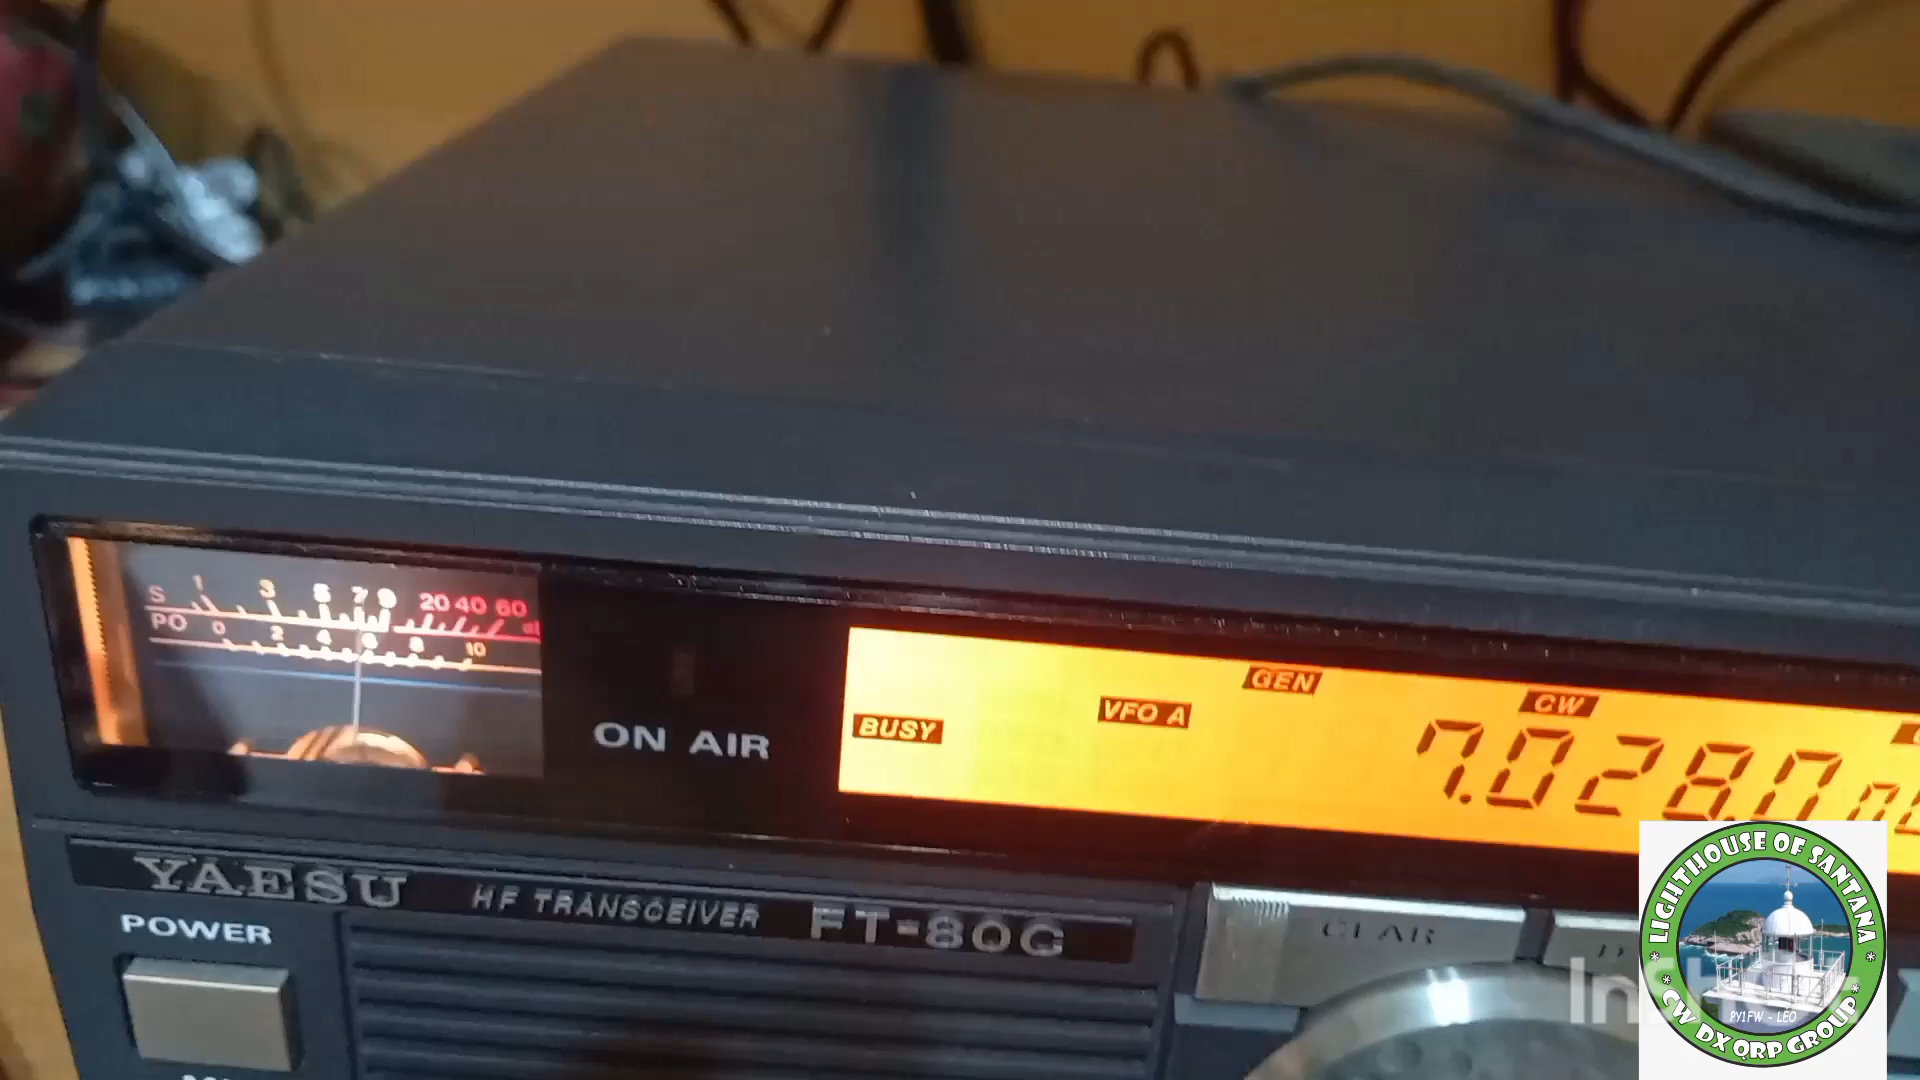 S 1 3 5 7 9 20 40 60
PO 0 2 4 6 8 10
ON AIR
BUSY
VFO A
GEN
CW
7.028.0
YAESU
HF TRANSCEIVER
FT-80C
POWER
CLAR
D
LIGHTHOUSE OF SANTANA
PY1FW - LEO
* CW DX QRP GROUP *